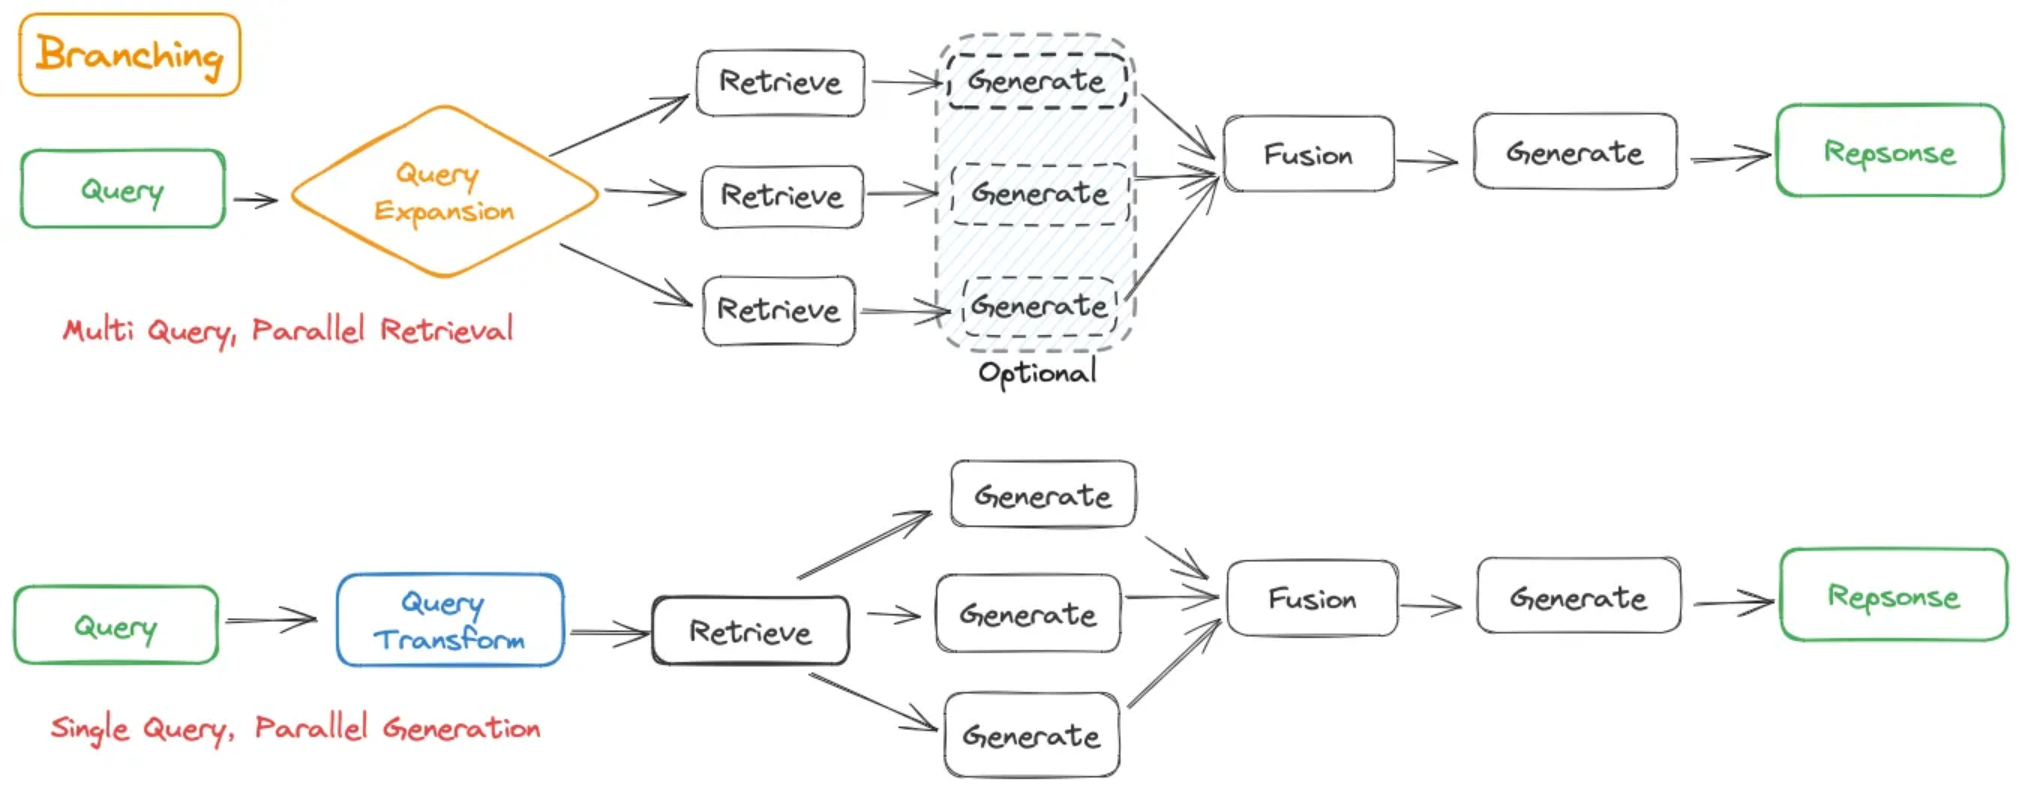 Branching
Query
Query
Expansion
Retrieve
Generate
Retrieve
Generate
Retrieve
Generate
Optional
Fusion
Generate
Repsonse
Multi Query, Parallel Retrieval
Query
Query
Transform
Retrieve
Generate
Generate
Generate
Fusion
Generate
Repsonse
Single Query, Parallel Generation